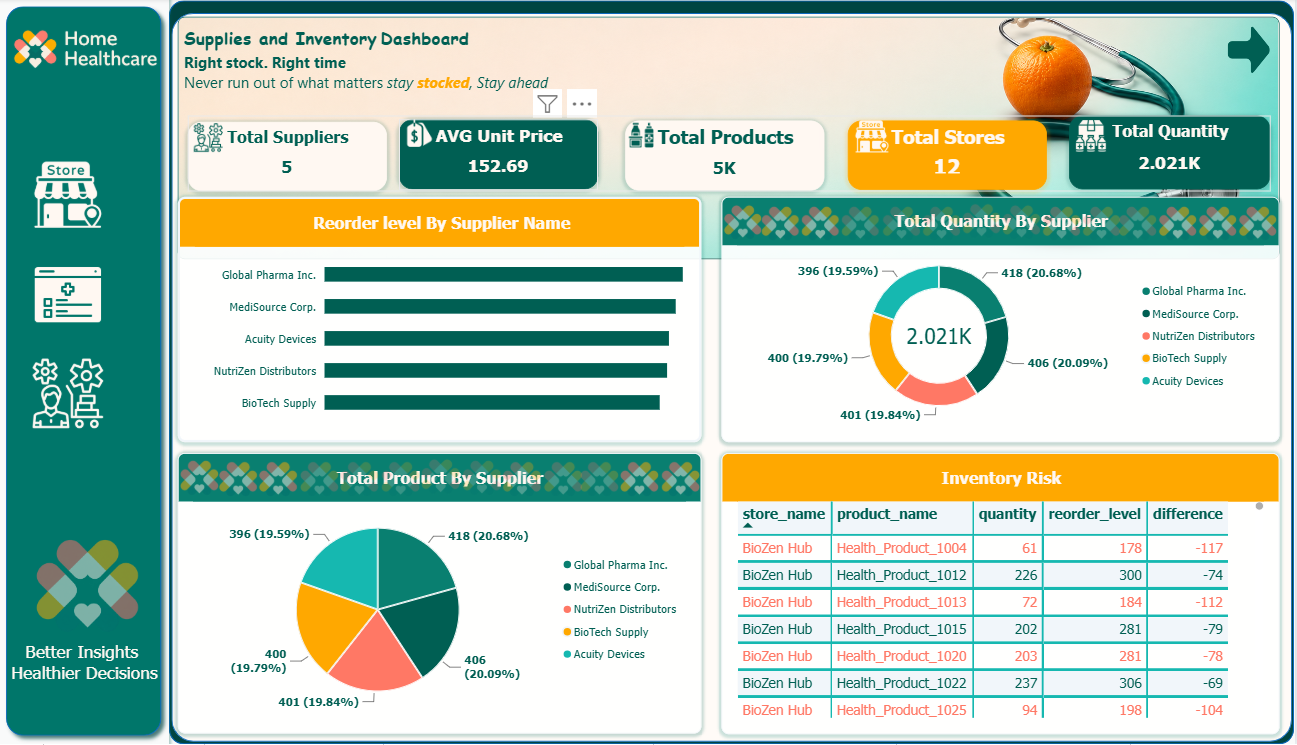 Home
Healthcare
Store
Better Insights
Healthier Decisions
Supplies and Inventory Dashboard
Right stock. Right time
Never run out of what matters stay stocked, Stay ahead
Total Suppliers
5
$
AVG Unit Price
152.69
Total Products
5K
Store
Total Stores
12
Total Quantity
2.021K
Reorder level By Supplier Name
Global Pharma Inc.
MediSource Corp.
Acuity Devices
NutriZen Distributors
BioTech Supply
Total Quantity By Supplier
396 (19.59%)
418 (20.68%)
400 (19.79%)
2.021K
406 (20.09%)
401 (19.84%)
Global Pharma Inc.
MediSource Corp.
NutriZen Distributors
BioTech Supply
Acuity Devices
Total Product By Supplier
396 (19.59%)
418 (20.68%)
400
(19.79%)
406
(20.09%)
401 (19.84%)
Global Pharma Inc.
MediSource Corp.
NutriZen Distributors
BioTech Supply
Acuity Devices
Inventory Risk
store_name product_name quantity reorder_level difference
BioZen Hub Health_Product_1004 61 178 -117
BioZen Hub Health_Product_1012 226 300 -74
BioZen Hub Health_Product_1013 72 184 -112
BioZen Hub Health_Product_1015 202 281 -79
BioZen Hub Health_Product_1020 203 281 -78
BioZen Hub Health_Product_1022 237 306 -69
BioZen Hub Health_Product_1025 94 198 -104